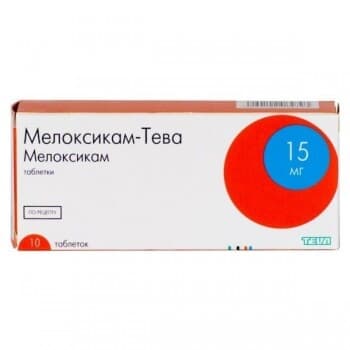 Мелоксикам-Тева
Мелоксикам
таблетки
15
мг
ПО РЕЦЕПТУ
10 таблеток
TEVA